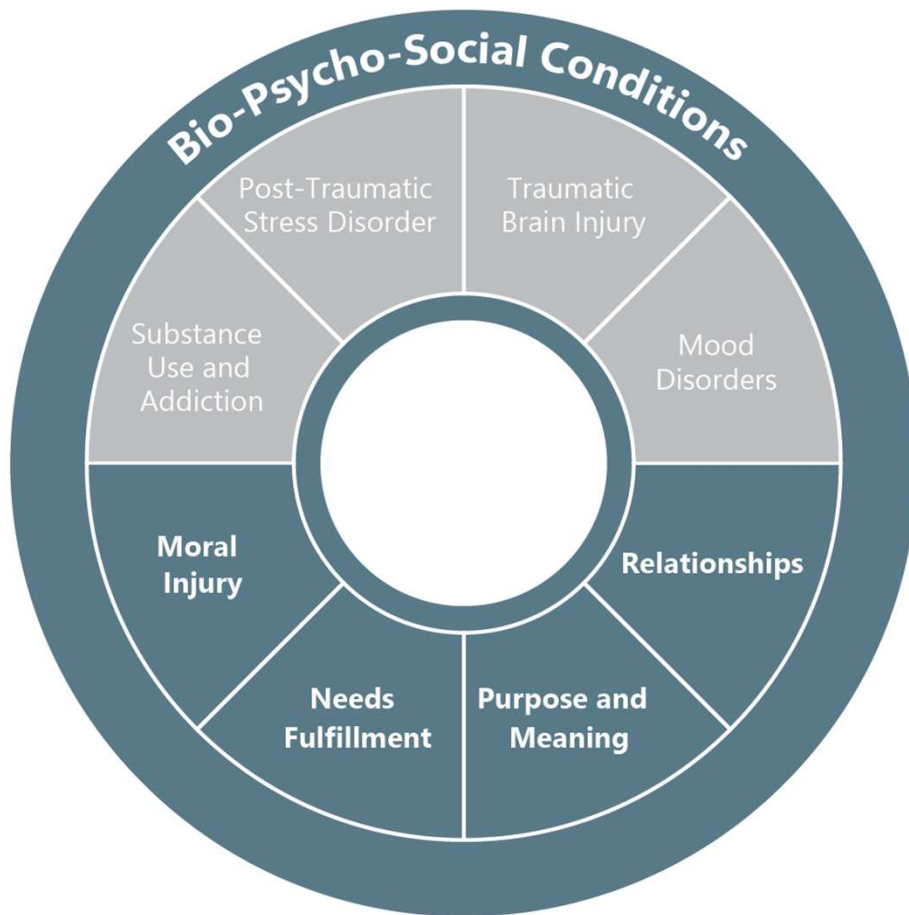 Bio-Psycho-Social Conditions
Post-Traumatic
Stress Disorder
Traumatic
Brain Injury
Substance
Use and
Addiction
Mood
Disorders
Moral
Injury
Relationships
Needs
Fulfillment
Purpose and
Meaning